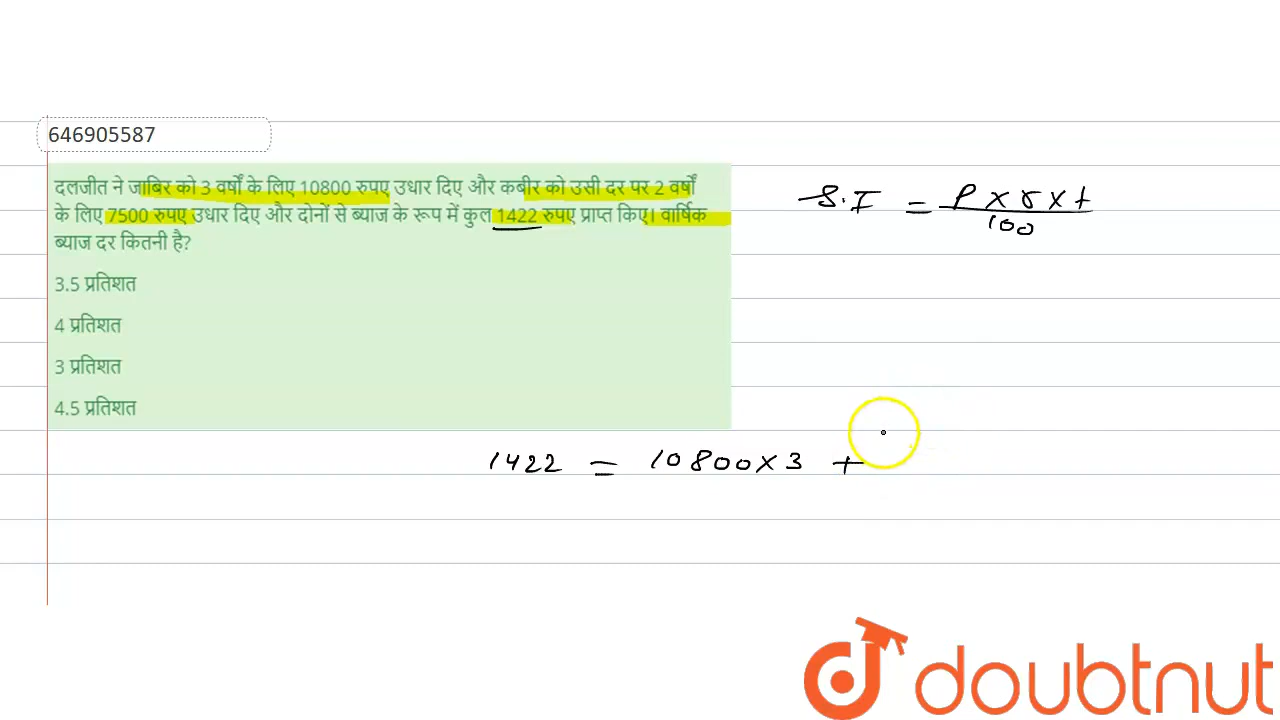 646905587
दलजीत ने जाबिर को 3 वर्षों के लिए 10800 रुपए उधार दिए और कबीर को उसी दर पर 2 वर्षों
के लिए 7500 रुपए उधार दिए और दोनों से ब्याज के रूप में कुल 1422 रुपए प्राप्त किए। वार्षिक
ब्याज दर कितनी है?
3.5 प्रतिशत
4 प्रतिशत
3 प्रतिशत
4.5 प्रतिशत
S.I = P x r x t
100
1422 = 10800 x 3 +
doubtnut